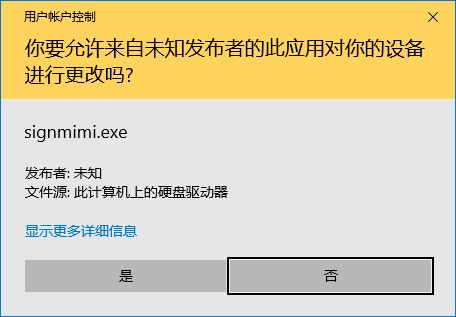 用户帐户控制
你要允许来自未知发布者的此应用对你的设备
进行更改吗?
signmimi.exe
发布者: 未知
文件源: 此计算机上的硬盘驱动器
显示更多详细信息
是
否